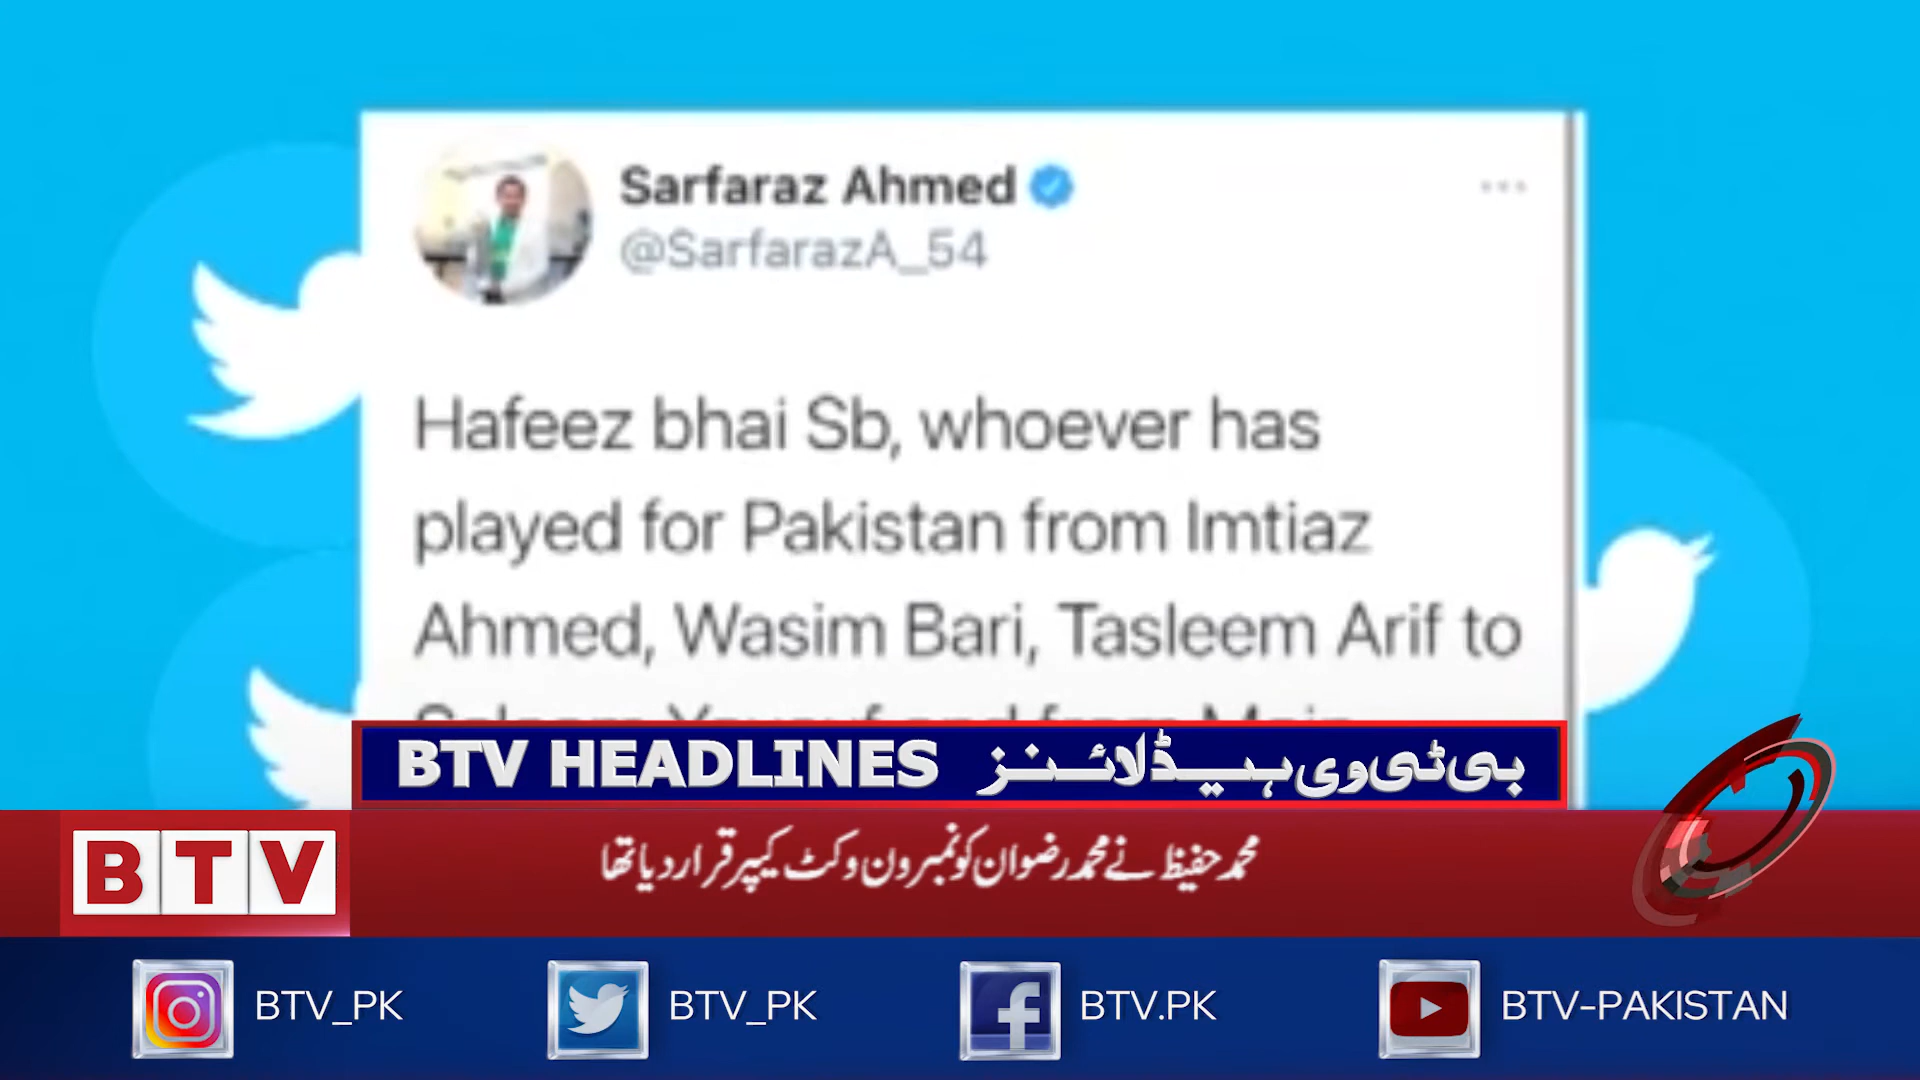 Sarfaraz Ahmed
@SarfarazA_54
Hafeez bhai Sb, whoever has
played for Pakistan from Imtiaz
Ahmed, Wasim Bari, Tasleem Arif to
BTV HEADLINES بی ٹی وی ہیڈلائنز
BTV
محمد حفیظ نے محمد رضوان کو نمبر ون وکٹ کیپر قرار دیا تھا
BTV_PK
BTV_PK
BTV.PK
BTV-PAKISTAN